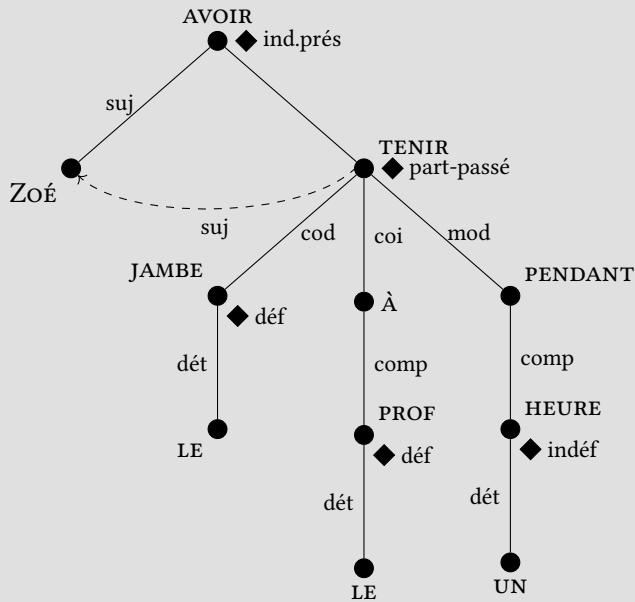 AVOIR
ind.prés
suj
TENIR
part-passé
ZOÉ
suj
cod
coi
mod
JAMBE
PENDANT
À
déf
dét
comp
comp
PROF
HEURE
LE
déf
indéf
dét
dét
LE
UN